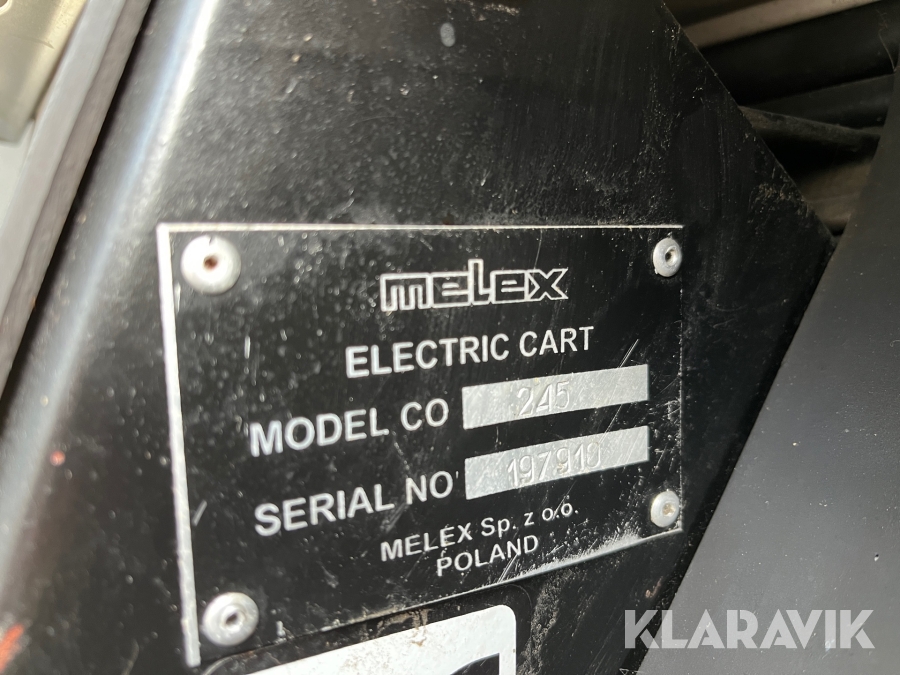 melex
ELECTRIC CART
MODEL CO 245
SERIAL NO 197910
MELEX Sp. z o.o.
POLAND
KLARAVIK